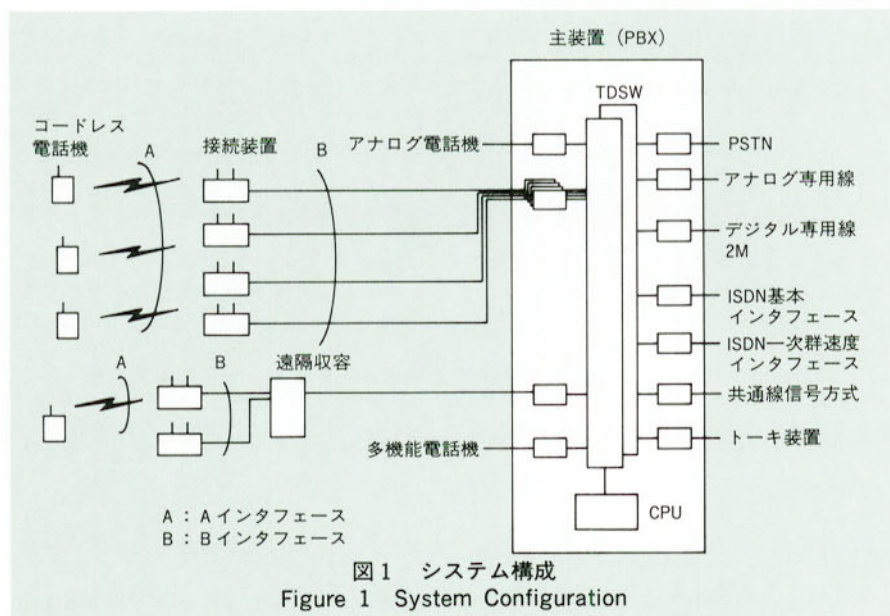 主装置（PBX）
TDSW
コードレス
電話機
A
接続装置
B
アナログ電話機
PSTN
アナログ専用線
デジタル専用線
2M
ISDN基本
インタフェース
ISDN一次群速度
インタフェース
A
B
遠隔収容
共通線信号方式
多機能電話機
トーキ装置
CPU
A：Aインタフェース
B：Bインタフェース
図1　システム構成
Figure 1 System Configuration